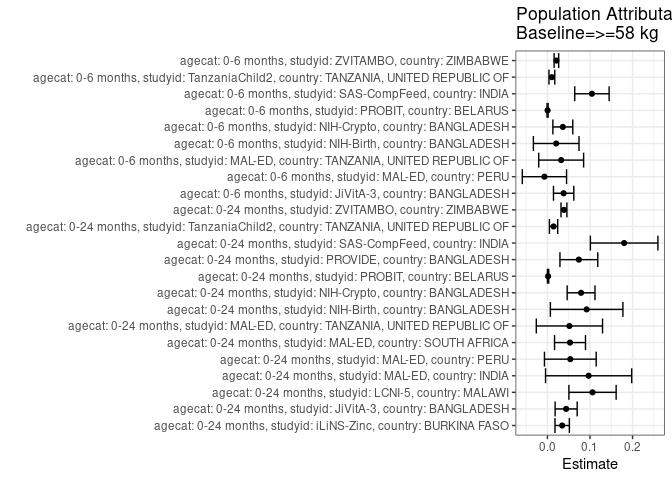 Population Attributa
Baseline=>=58 kg
agecat: 0-6 months, studyid: ZVITAMBO, country: ZIMBABWE
agecat: 0-6 months, studyid: TanzaniaChild2, country: TANZANIA, UNITED REPUBLIC OF
agecat: 0-6 months, studyid: SAS-CompFeed, country: INDIA
agecat: 0-6 months, studyid: PROBIT, country: BELARUS
agecat: 0-6 months, studyid: NIH-Crypto, country: BANGLADESH
agecat: 0-6 months, studyid: NIH-Birth, country: BANGLADESH
agecat: 0-6 months, studyid: MAL-ED, country: TANZANIA, UNITED REPUBLIC OF
agecat: 0-6 months, studyid: MAL-ED, country: PERU
agecat: 0-6 months, studyid: JiVitA-3, country: BANGLADESH
agecat: 0-24 months, studyid: ZVITAMBO, country: ZIMBABWE
agecat: 0-24 months, studyid: TanzaniaChild2, country: TANZANIA, UNITED REPUBLIC OF
agecat: 0-24 months, studyid: SAS-CompFeed, country: INDIA
agecat: 0-24 months, studyid: PROVIDE, country: BANGLADESH
agecat: 0-24 months, studyid: PROBIT, country: BELARUS
agecat: 0-24 months, studyid: NIH-Crypto, country: BANGLADESH
agecat: 0-24 months, studyid: NIH-Birth, country: BANGLADESH
agecat: 0-24 months, studyid: MAL-ED, country: TANZANIA, UNITED REPUBLIC OF
agecat: 0-24 months, studyid: MAL-ED, country: SOUTH AFRICA
agecat: 0-24 months, studyid: MAL-ED, country: PERU
agecat: 0-24 months, studyid: MAL-ED, country: INDIA
agecat: 0-24 months, studyid: LCNI-5, country: MALAWI
agecat: 0-24 months, studyid: JiVitA-3, country: BANGLADESH
agecat: 0-24 months, studyid: iLiNS-Zinc, country: BURKINA FASO
0.0 0.1 0.2
Estimate